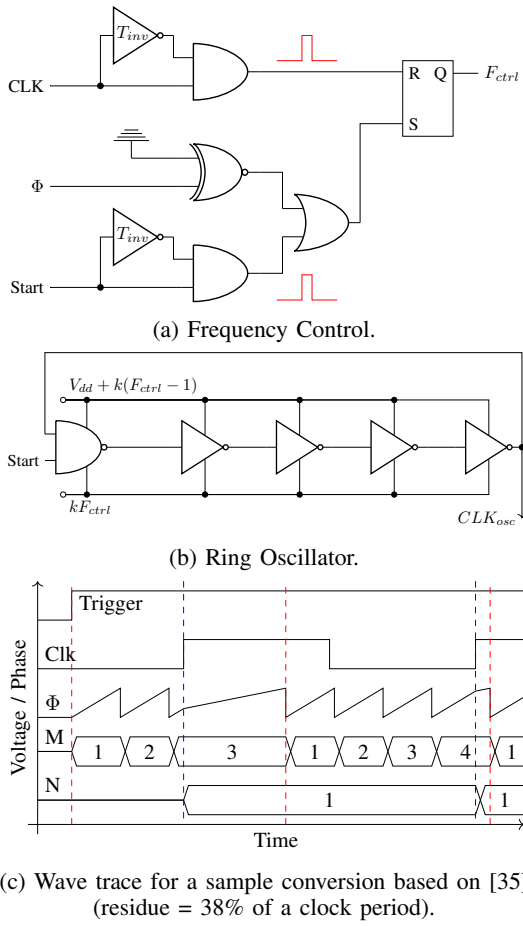 T_inv
CLK
R Q
F_ctrl
S
Φ
T_inv
Start
(a) Frequency Control.
V_dd + k(F_ctrl − 1)
Start
kF_ctrl
CLK_osc
(b) Ring Oscillator.
Voltage / Phase
Trigger
Clk
Φ
M
1 2 3 1 2 3 4 1
N
1 1
Time
(c) Wave trace for a sample conversion based on [35]
(residue = 38% of a clock period).